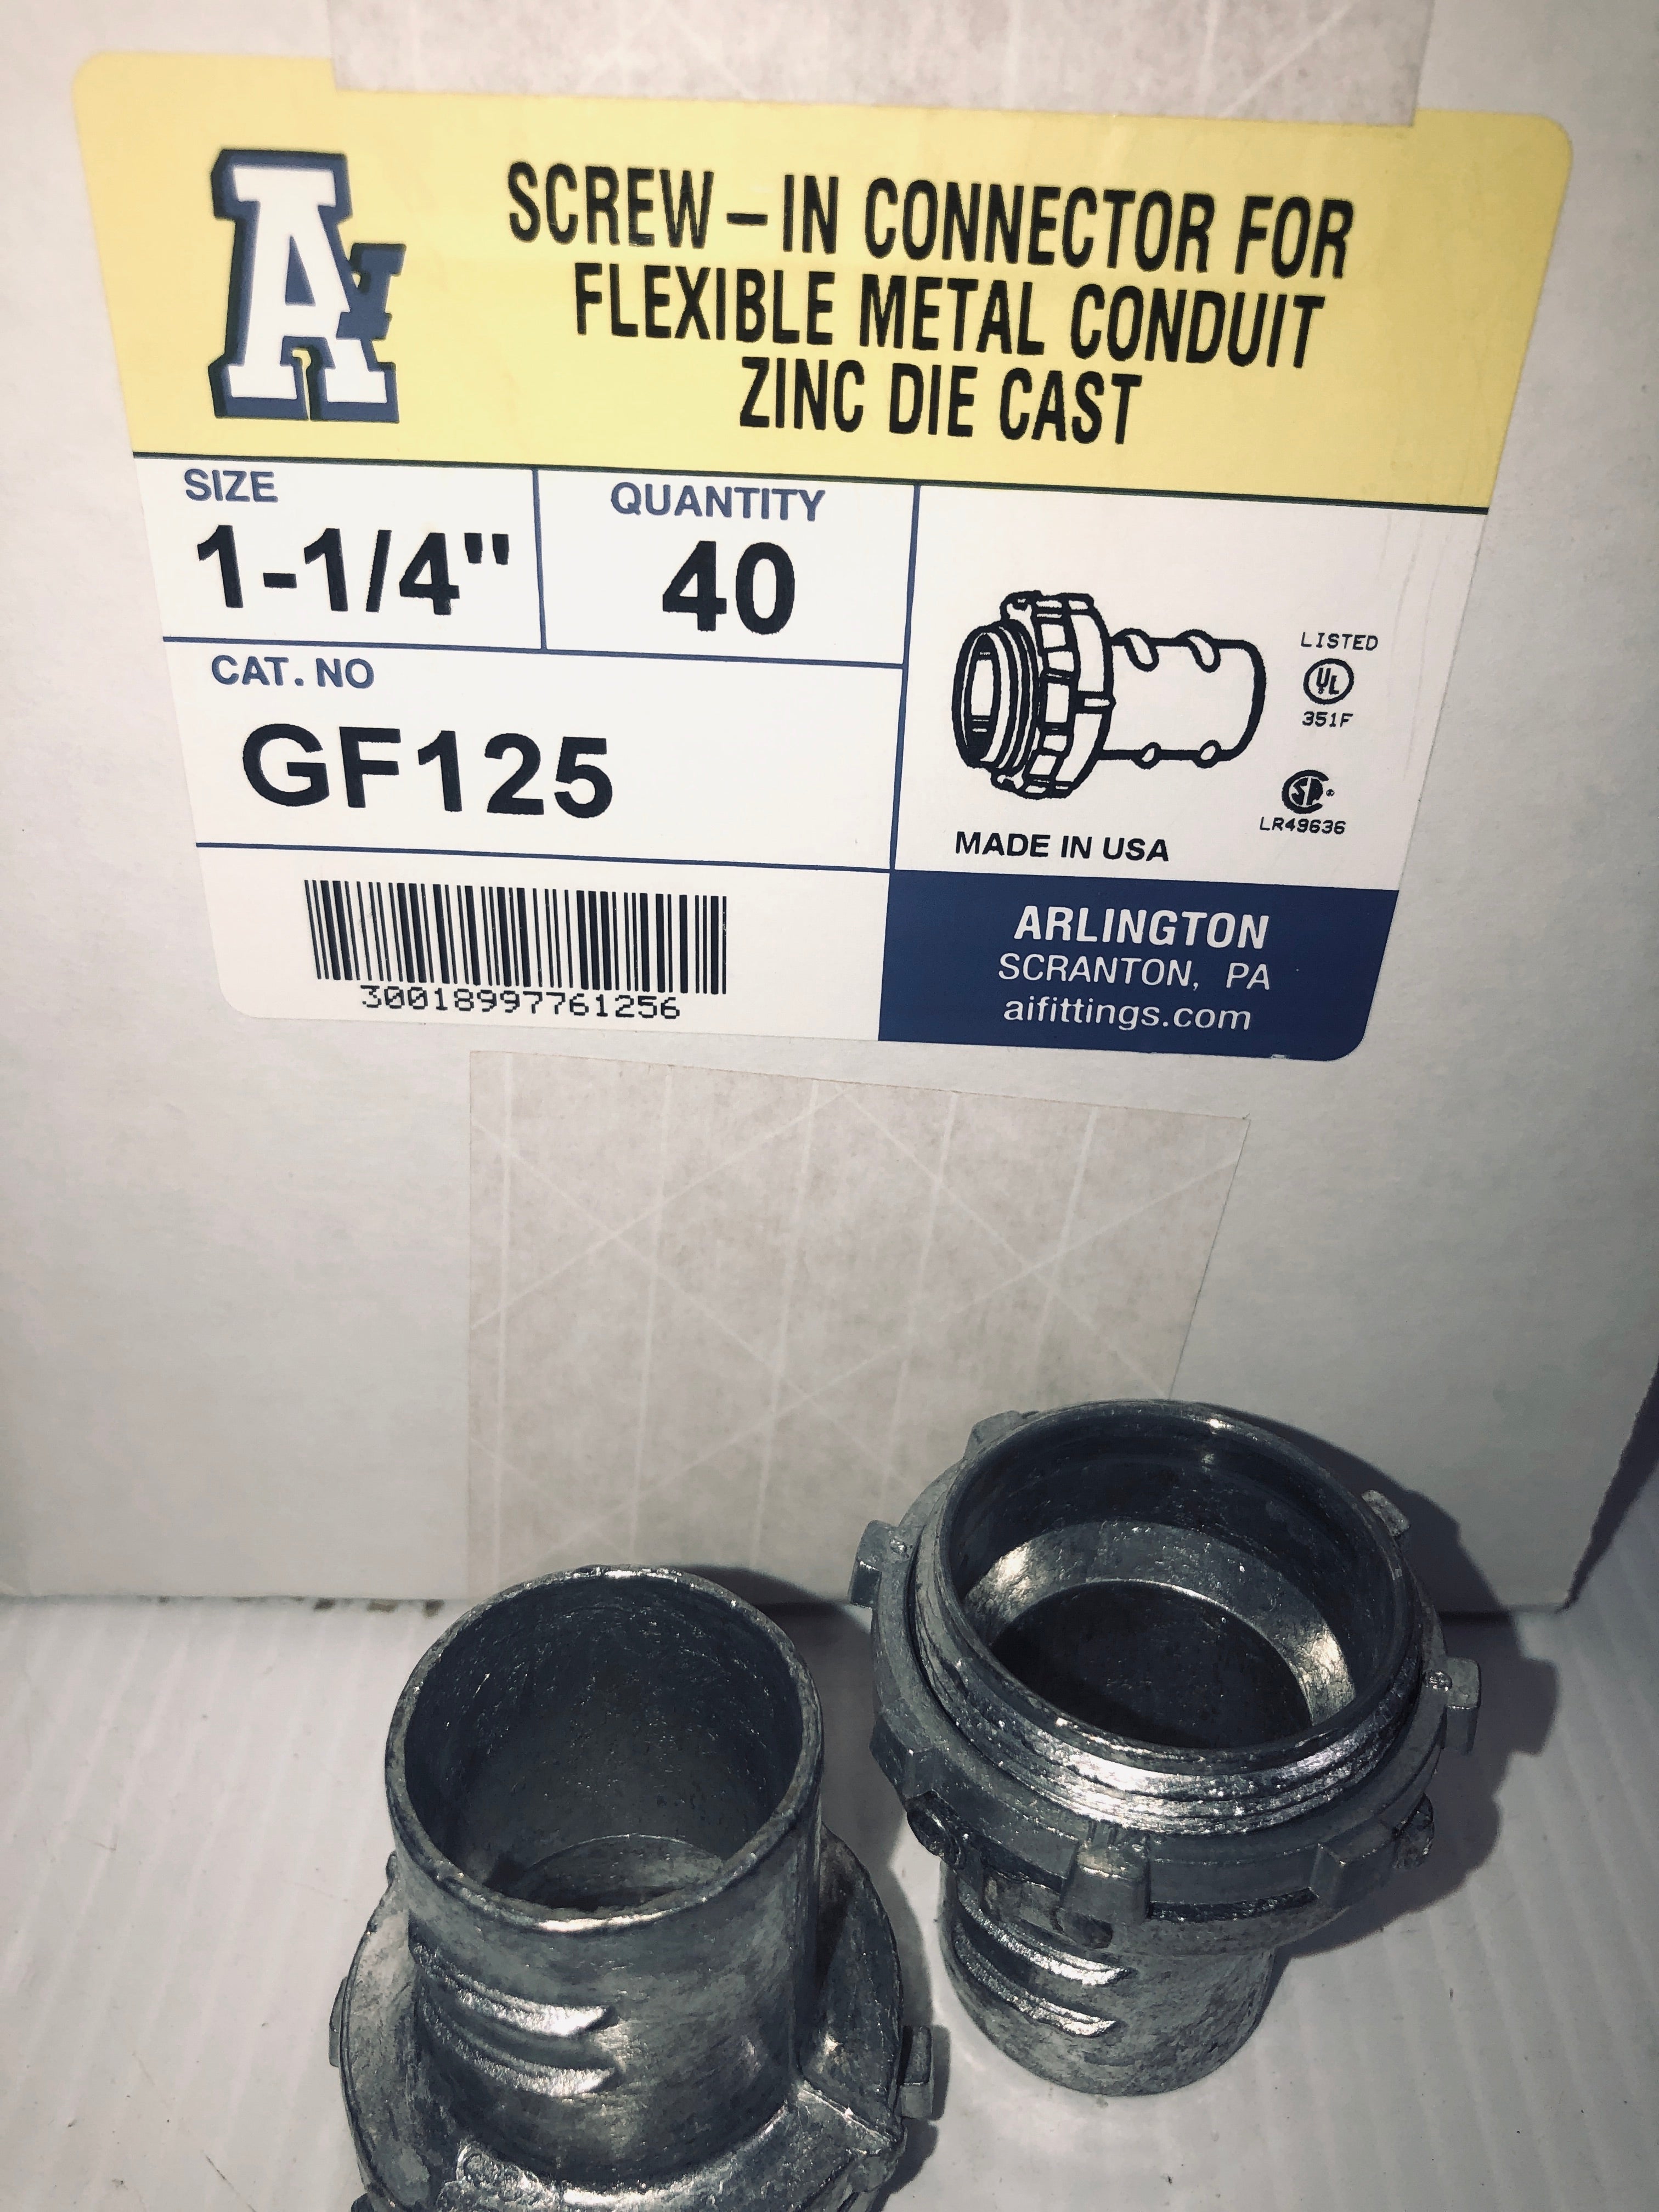 A
SCREW-IN CONNECTOR FOR
FLEXIBLE METAL CONDUIT
ZINC DIE CAST
SIZE
1-1/4"
QUANTITY
40
CAT. NO
GF125
LISTED
UL
351F
SA
LR49636
MADE IN USA
30018997761256
ARLINGTON
SCRANTON, PA
aifittings.com